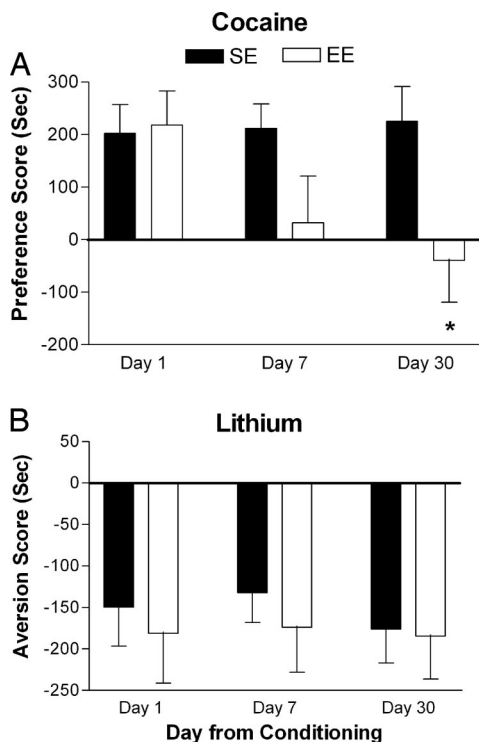 Cocaine
SE EE
A
Preference Score (Sec)
300
200
100
0
-100
-200
*
Day 1 Day 7 Day 30
B
Lithium
Aversion Score (Sec)
50
0
-50
-100
-150
-200
-250
Day 1 Day 7 Day 30
Day from Conditioning